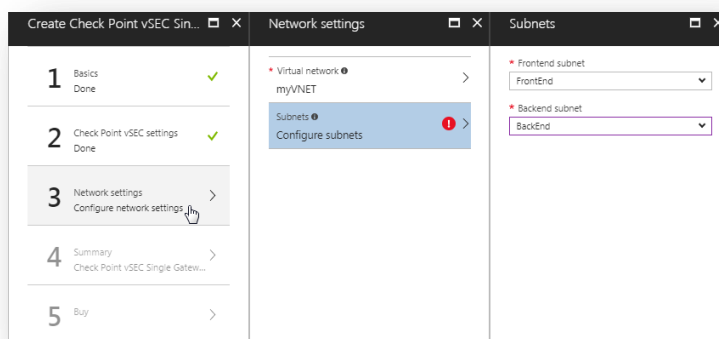 Create Check Point vSEC Sin...
1
Basics
Done
2
Check Point vSEC settings
Done
3
Network settings
Configure network settings
4
Summary
Check Point vSEC Single Gatew...
5
Buy
Network settings
* Virtual network
myVNET
Subnets
Configure subnets
Subnets
* Frontend subnet
FrontEnd
* Backend subnet
BackEnd